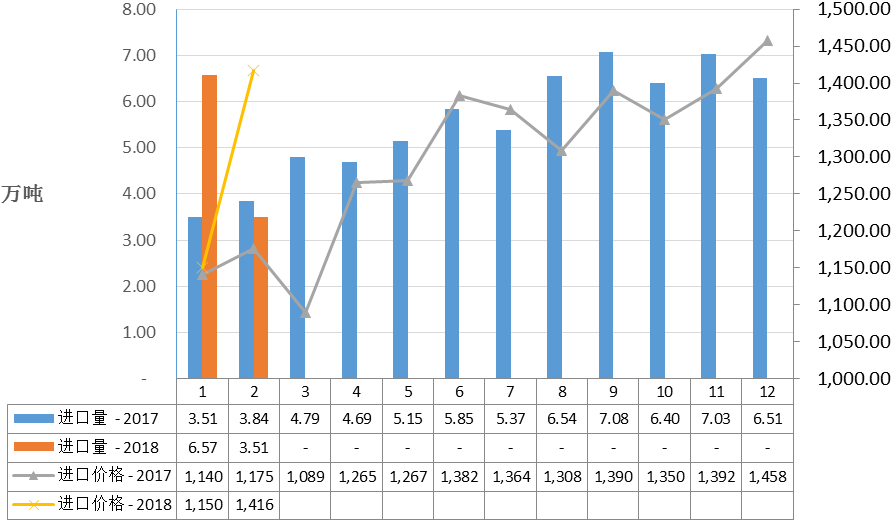 8.00 1,500.00
1,450.00
7.00
1,400.00
6.00
1,350.00
5.00
1,300.00
万吨 4.00
1,250.00
3.00
1,200.00
1,150.00
2.00
1,100.00
1.00
1,050.00
- 1,000.00
1 2 3 4 5 6 7 8 9 10 11 12
进口量 - 2017 3.51 3.84 4.79 4.69 5.15 5.85 5.37 6.54 7.08 6.40 7.03 6.51
进口量 - 2018 6.57 3.51 - - - - - - - - - -
进口价格 - 2017 1,140 1,175 1,089 1,265 1,267 1,382 1,364 1,308 1,390 1,350 1,392 1,458
进口价格 - 2018 1,150 1,416